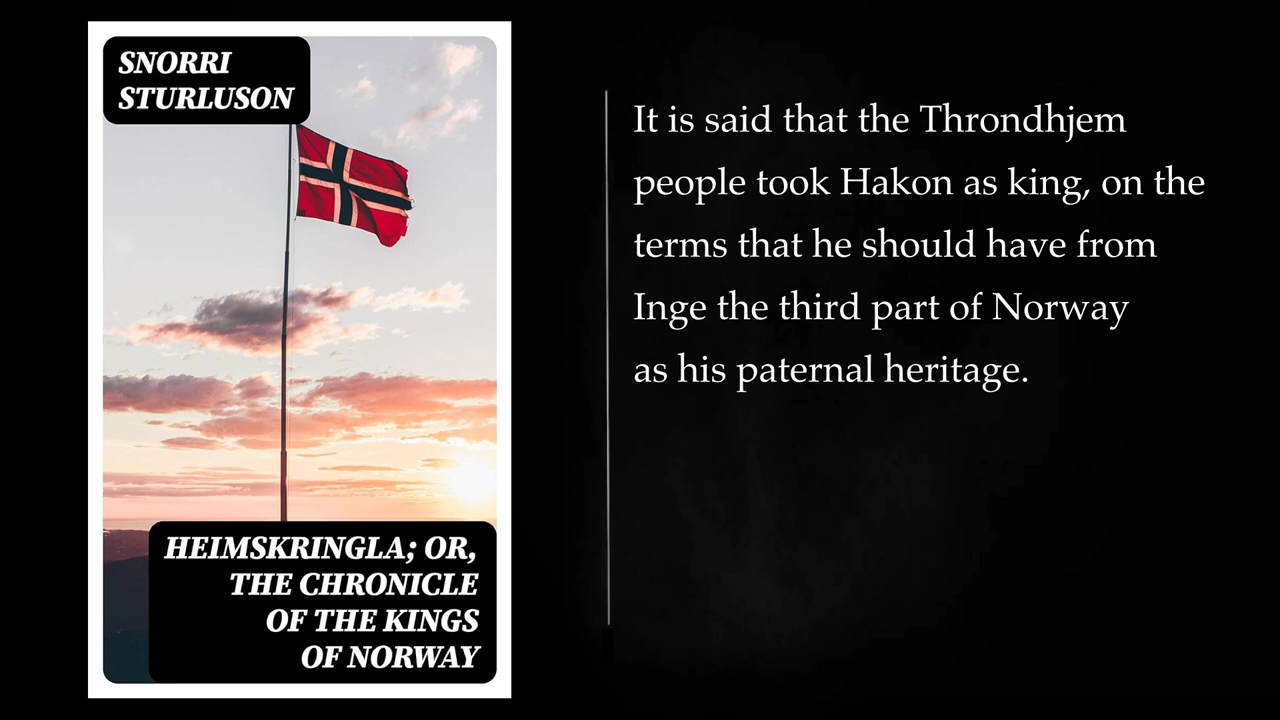 SNORRI
STURLUSON
HEIMSKRINGLA; OR,
THE CHRONICLE
OF THE KINGS
OF NORWAY
It is said that the Throndhjem
people took Hakon as king, on the
terms that he should have from
Inge the third part of Norway
as his paternal heritage.